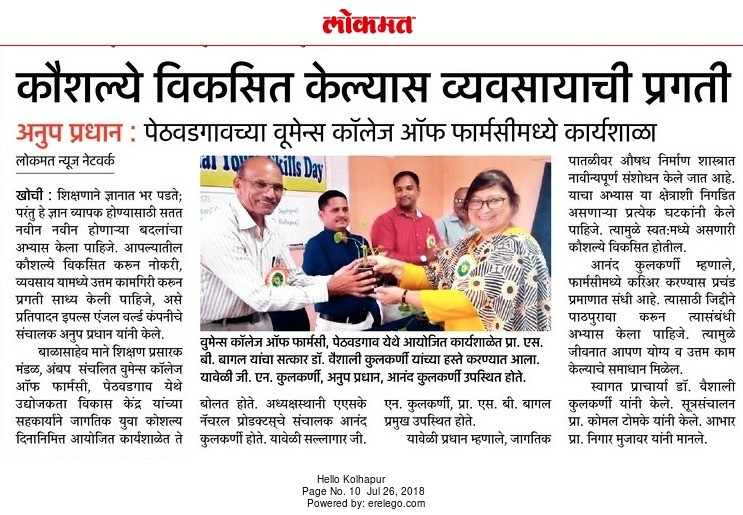 लोकमत
कौशल्ये विकसित केल्यास व्यवसायाची प्रगती
अनुप प्रधान : पेठवडगावच्या वूमेन्स कॉलेज ऑफ फार्मसीमध्ये कार्यशाळा
लोकमत न्यूज नेटवर्क
खोची : शिक्षणाने ज्ञानात भर पडते;
परंतु हे ज्ञान व्यापक होण्यासाठी सतत
नवीन नवीन होणाऱ्या बदलांचा
अभ्यास केला पाहिजे. आपल्यातील
कौशल्ये विकसित करून नोकरी,
व्यवसाय यामध्ये उत्तम कामगिरी करून
प्रगती साध्य केली पाहिजे, असे
प्रतिपादन इपल्स एंजल वर्ल्ड कंपनीचे
संचालक अनुप प्रधान यांनी केले.
बाळासाहेब माने शिक्षण प्रसारक
मंडळ, अंबप संचलित वुमेन्स कॉलेज
ऑफ फार्मसी, पेठवडगाव येथे
उद्योजकता विकास केंद्र यांच्या
सहकार्याने जागतिक युवा कौशल्य
दिनानिमित्त आयोजित कार्यशाळेत ते
nal Youth Skills Day
वुमेन्स कॉलेज ऑफ फार्मसी, पेठवडगाव येथे आयोजित कार्यशाळेत प्रा. एस.
बी. बागल यांचा सत्कार डॉ. वैशाली कुलकर्णी यांच्या हस्ते करण्यात आला.
यावेळी जी. एन. कुलकर्णी, अनुप प्रधान, आनंद कुलकर्णी उपस्थित होते.
बोलत होते. अध्यक्षस्थानी एएसके
नॅचरल प्रोडक्ट्सचे संचालक आनंद
कुलकर्णी होते. यावेळी सल्लागार जी.
एन. कुलकर्णी, प्रा. एस. बी. बागल
प्रमुख उपस्थित होते.
यावेळी प्रधान म्हणाले, जागतिक
पातळीवर औषध निर्माण शास्त्रात
नावीन्यपूर्ण संशोधन केले जात आहे.
याचा अभ्यास या क्षेत्राशी निगडित
असणाऱ्या प्रत्येक घटकांनी केले
पाहिजे. त्यामुळे स्वत:मध्ये असणारी
कौशल्ये विकसित होतील.
आनंद कुलकर्णी म्हणाले,
फार्मसीमध्ये करिअर करण्यास प्रचंड
प्रमाणात संधी आहे. त्यासाठी जिद्दीने
पाठपुरावा करून त्यासंबंधी
अभ्यास केला पाहिजे. त्यामुळे
जीवनात आपण योग्य व उत्तम काम
केल्याचे समाधान मिळेल.
स्वागत प्राचार्या डॉ. वैशाली
कुलकर्णी यांनी केले. सूत्रसंचालन
प्रा. कोमल टोमके यांनी केले. आभार
प्रा. निगार मुजावर यांनी मानले.
Hello Kolhapur
Page No. 10 Jul 26, 2018
Powered by: erelego.com